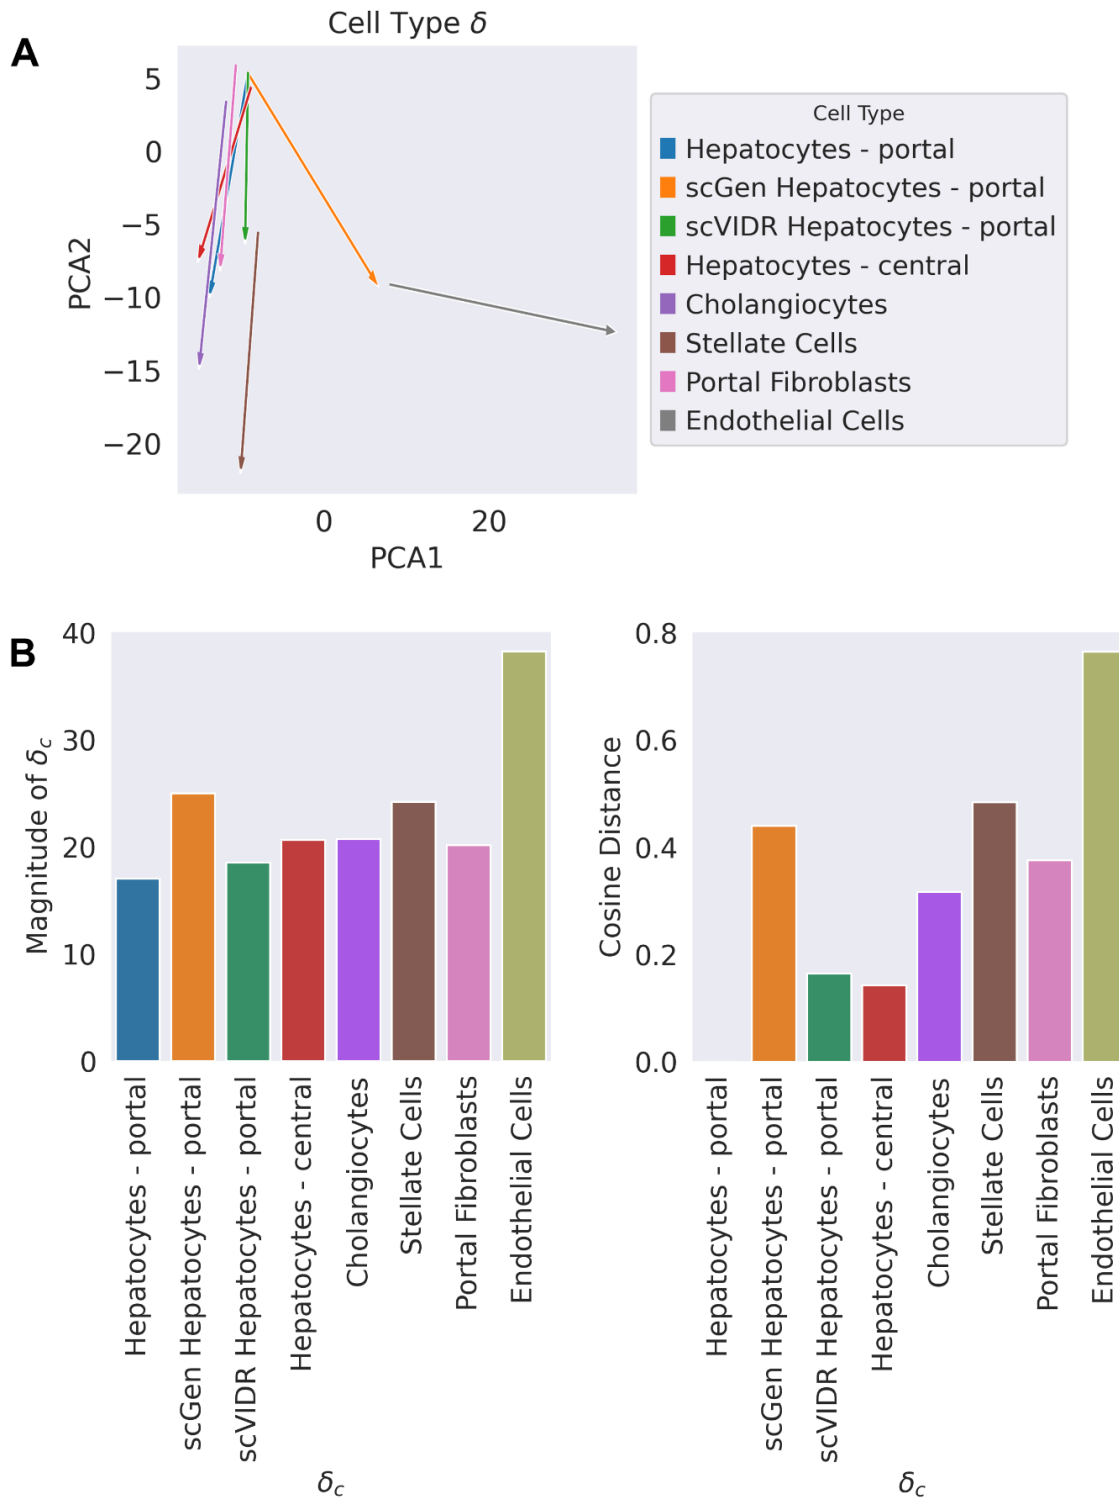 A
Cell Type δ
5
0
−5
−10
−15
−20
PCA2
0 20
PCA1
Cell Type
Hepatocytes - portal
scGen Hepatocytes - portal
scVIDR Hepatocytes - portal
Hepatocytes - central
Cholangiocytes
Stellate Cells
Portal Fibroblasts
Endothelial Cells
B
40
30
20
10
0
Magnitude of δc
Hepatocytes - portal
scGen Hepatocytes - portal
scVIDR Hepatocytes - portal
Hepatocytes - central
Cholangiocytes
Stellate Cells
Portal Fibroblasts
Endothelial Cells
δc
0.8
0.6
0.4
0.2
0.0
Cosine Distance
Hepatocytes - portal
scGen Hepatocytes - portal
scVIDR Hepatocytes - portal
Hepatocytes - central
Cholangiocytes
Stellate Cells
Portal Fibroblasts
Endothelial Cells
δc